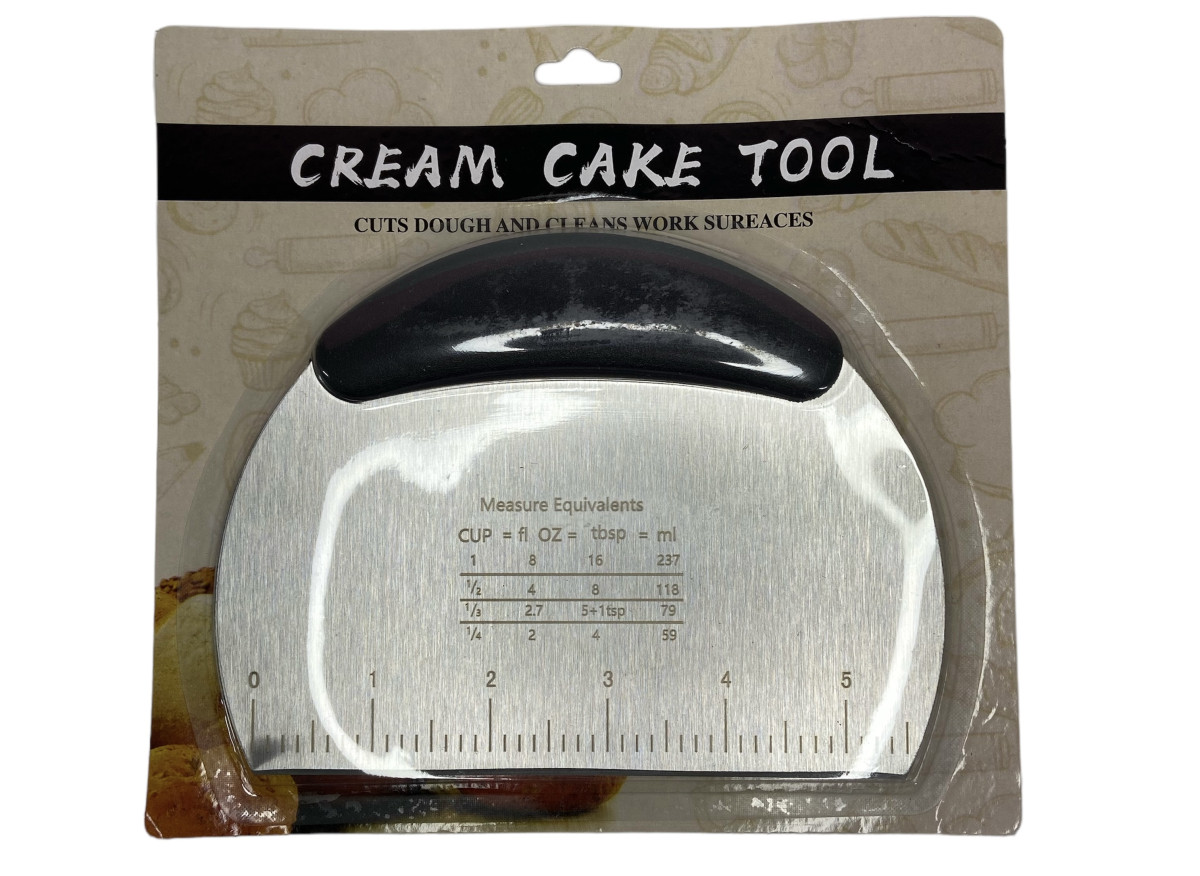 CREAM CAKE TOOL
CUTS DOUGH AND CLEANS WORK SUREACES
Measure Equivalents
CUP = fl OZ = tbsp = ml
1 8 16 237
1/2 4 8 118
1/3 2.7 5+1tsp 79
1/4 2 4 59
0 1 2 3 4 5